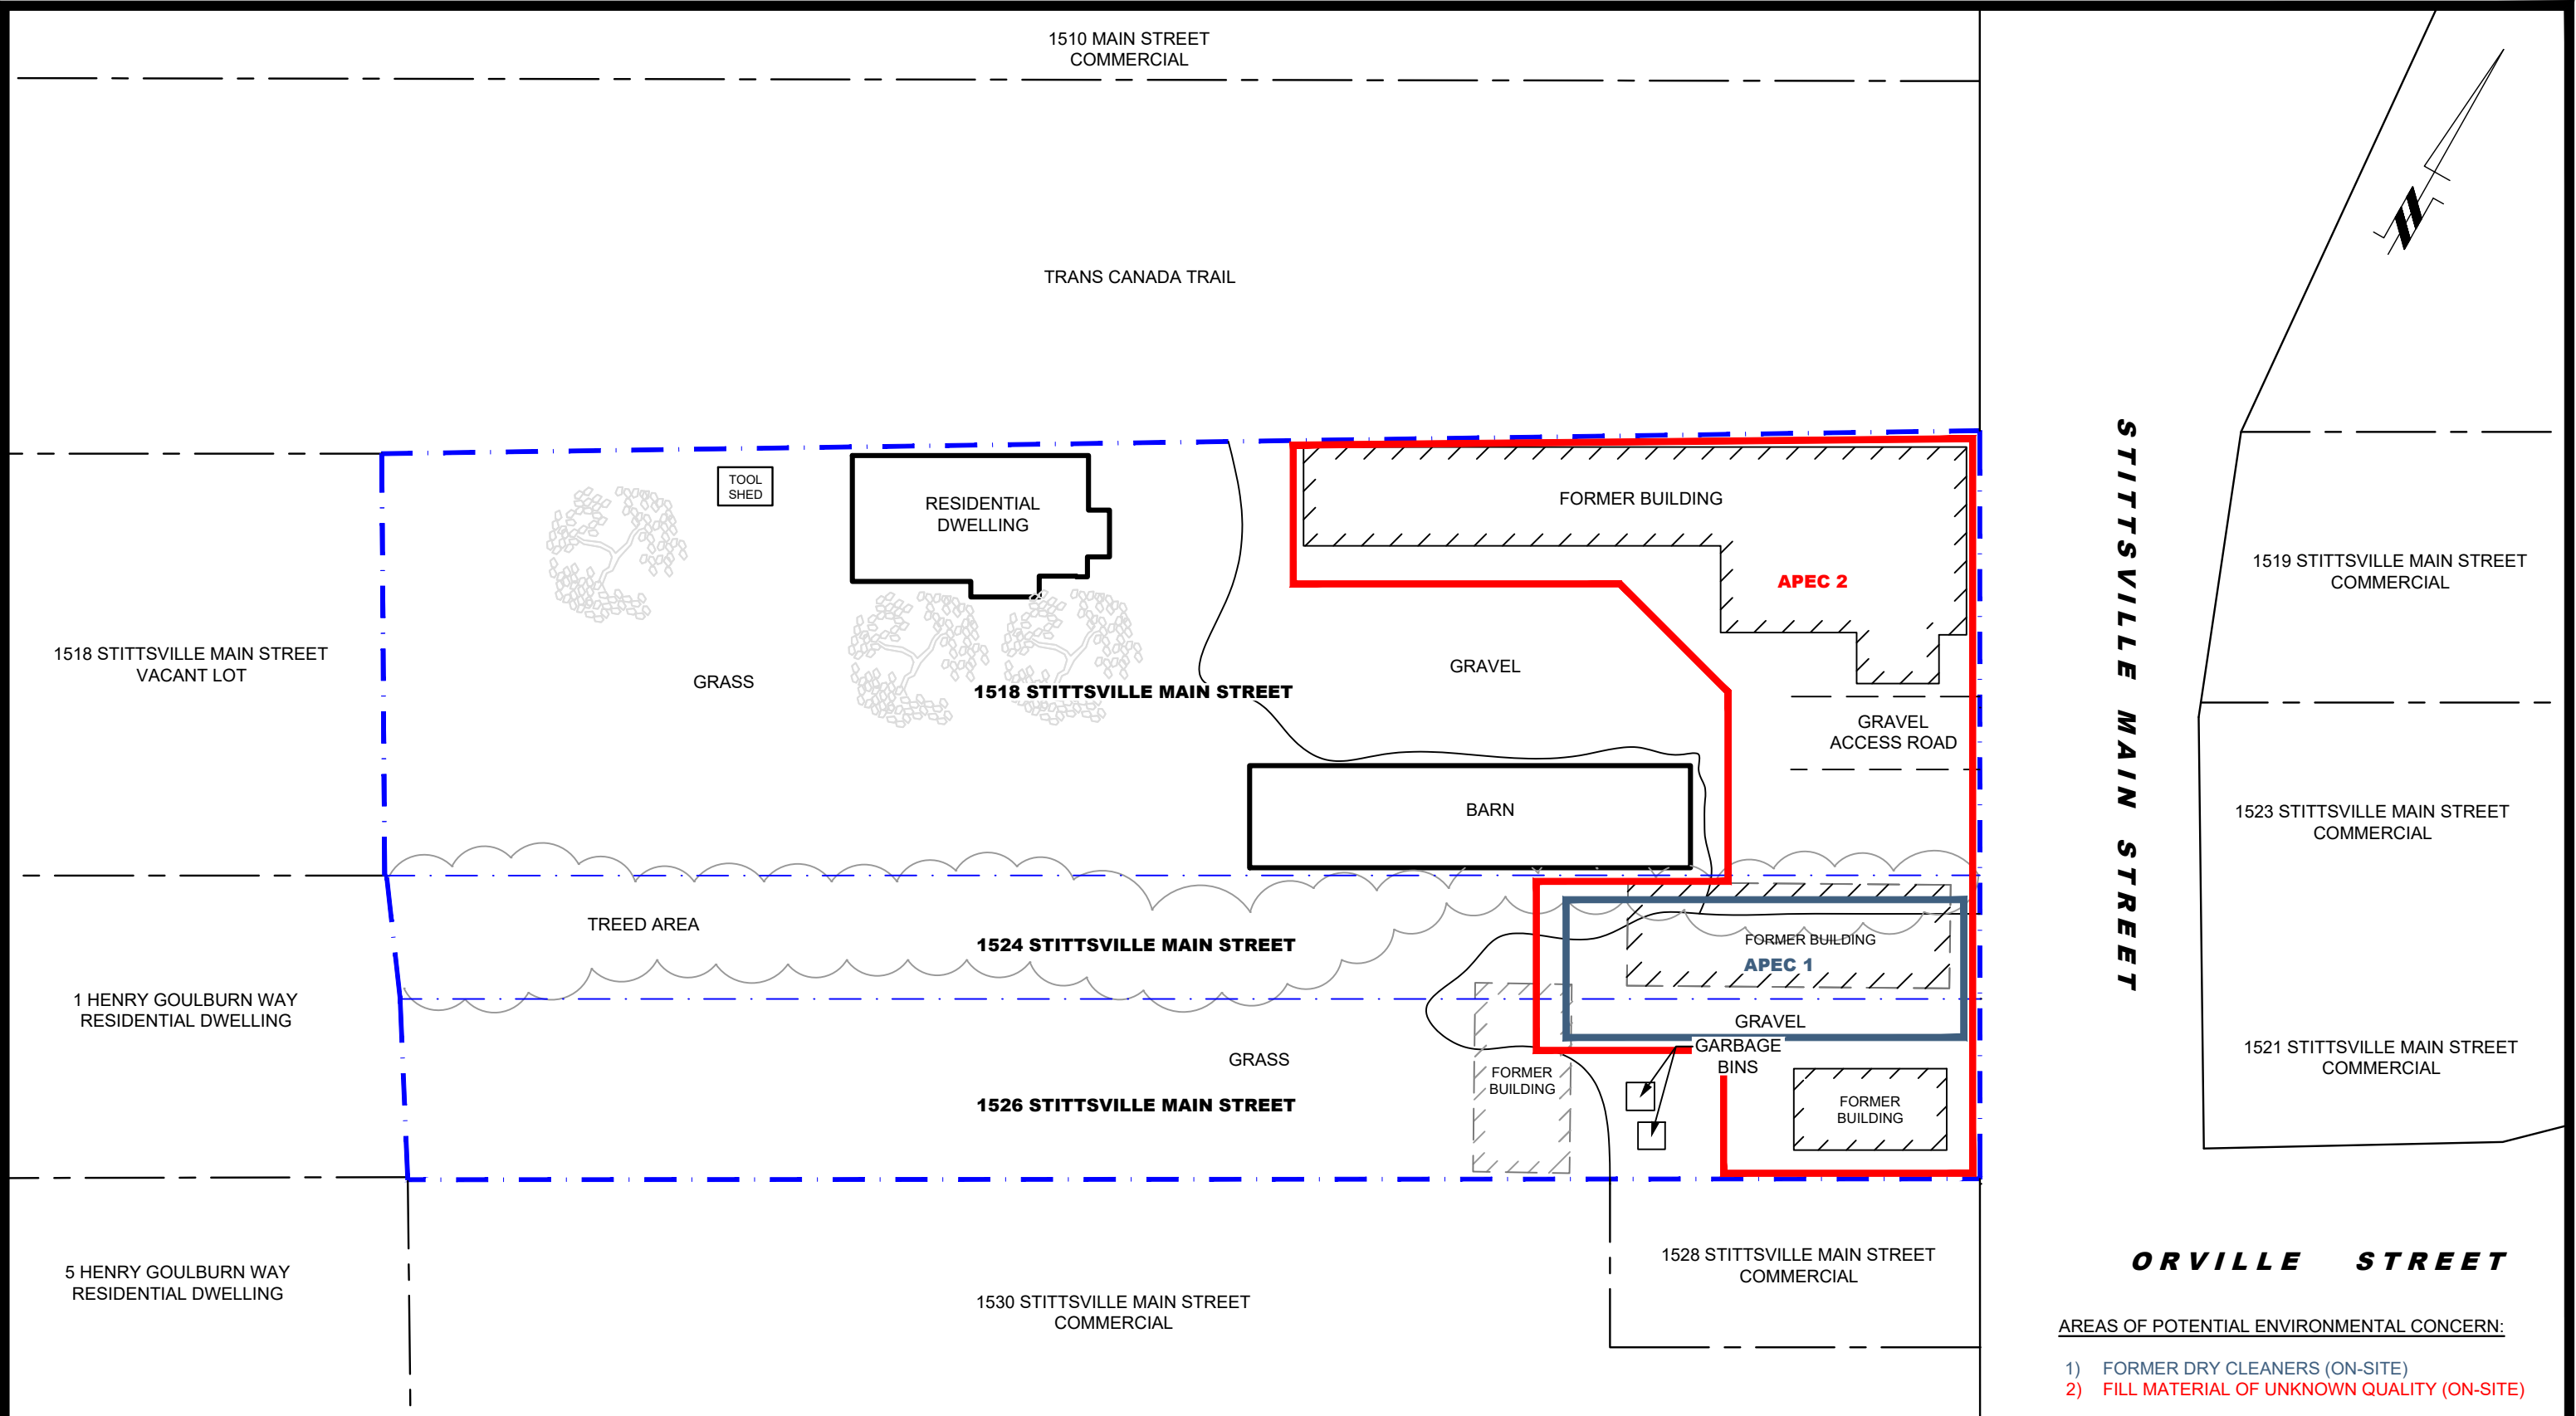 1510 MAIN STREET
COMMERCIAL
TRANS CANADA TRAIL
TOOL
SHED
RESIDENTIAL
DWELLING
FORMER BUILDING
APEC 2
1518 STITTSVILLE MAIN STREET
VACANT LOT
GRASS
1518 STITTSVILLE MAIN STREET
GRAVEL
GRAVEL
ACCESS ROAD
BARN
STITTSVILLE MAIN STREET
1519 STITTSVILLE MAIN STREET
COMMERCIAL
1523 STITTSVILLE MAIN STREET
COMMERCIAL
TREED AREA
1524 STITTSVILLE MAIN STREET
FORMER BUILDING
APEC 1
GRAVEL
1 HENRY GOULBURN WAY
RESIDENTIAL DWELLING
GRASS
1526 STITTSVILLE MAIN STREET
FORMER
BUILDING
GARBAGE
BINS
FORMER
BUILDING
1521 STITTSVILLE MAIN STREET
COMMERCIAL
5 HENRY GOULBURN WAY
RESIDENTIAL DWELLING
1530 STITTSVILLE MAIN STREET
COMMERCIAL
1528 STITTSVILLE MAIN STREET
COMMERCIAL
ORVILLE STREET
AREAS OF POTENTIAL ENVIRONMENTAL CONCERN:
1) FORMER DRY CLEANERS (ON-SITE)
2) FILL MATERIAL OF UNKNOWN QUALITY (ON-SITE)